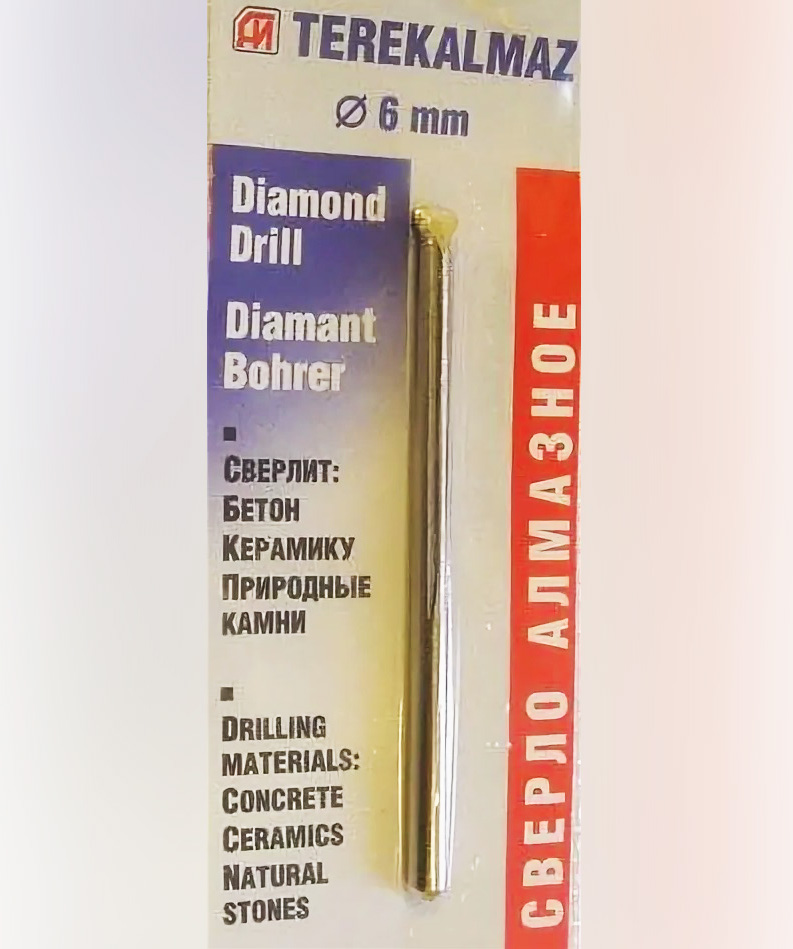 TEREKALMAZ
Ø 6 mm
Diamond
Drill
Diamant
Bohrer
СВЕРЛИТ:
БЕТОН
КЕРАМИКУ
ПРИРОДНЫЕ
КАМНИ
DRILLING
MATERIALS:
CONCRETE
CERAMICS
NATURAL
STONES
СВЕРЛО АЛМАЗНОЕ